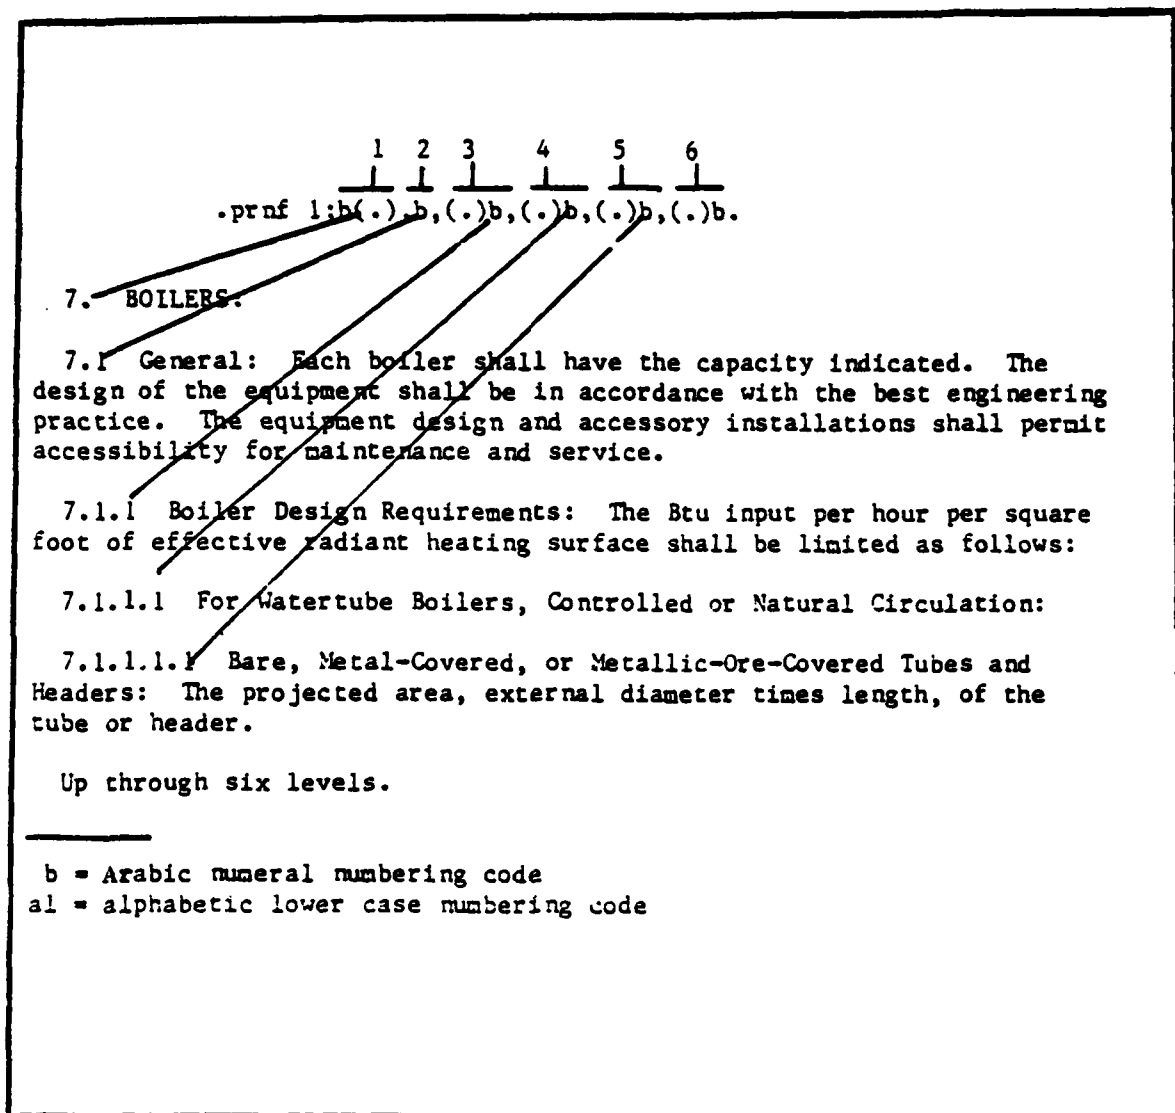 1 2 3 4 5 6
.prnf 1;b(.),b,(.)b,(.)b,(.)b,(.)b.
7. BOILERS:
7.1 General: Each boiler shall have the capacity indicated. The
design of the equipment shall be in accordance with the best engineering
practice. The equipment design and accessory installations shall permit
accessibility for maintenance and service.
7.1.1 Boiler Design Requirements: The Btu input per hour per square
foot of effective radiant heating surface shall be limited as follows:
7.1.1.1 For Watertube Boilers, Controlled or Natural Circulation:
7.1.1.1.1 Bare, Metal-Covered, or Metallic-Ore-Covered Tubes and
Headers: The projected area, external diameter times length, of the
tube or header.
Up through six levels.
b = Arabic numeral numbering code
al = alphabetic lower case numbering code